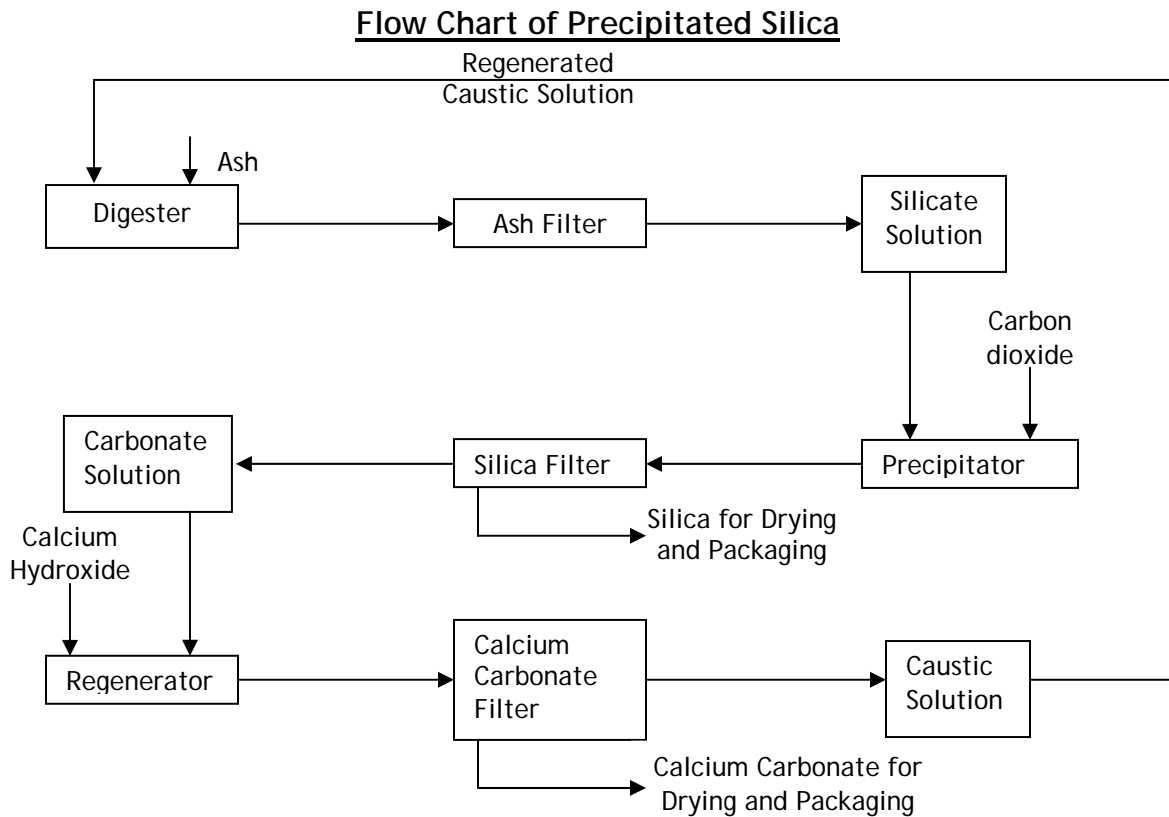 Flow Chart of Precipitated Silica
Regenerated
Caustic Solution
Ash
Digester
Ash Filter
Silicate
Solution
Carbon
dioxide
Carbonate
Solution
Silica Filter
Precipitator
Silica for Drying
and Packaging
Calcium
Hydroxide
Regenerator
Calcium
Carbonate
Filter
Caustic
Solution
Calcium Carbonate for
Drying and Packaging